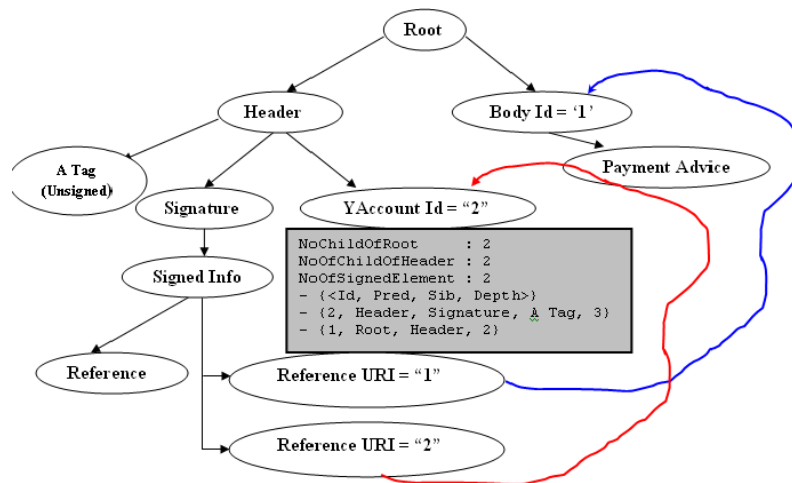 Root
Header
Body Id = ‘1’
A Tag
(Unsigned)
Payment Advice
Signature
YAccount Id = “2”
Signed Info
NoChildOfRoot : 2
NoOfChildOfHeader : 2
NoOfSignedElement : 2
- {<Id, Pred, Sib, Depth>}
- {2, Header, Signature, A Tag, 3}
- {1, Root, Header, 2}
Reference
Reference URI = “1”
Reference URI = “2”